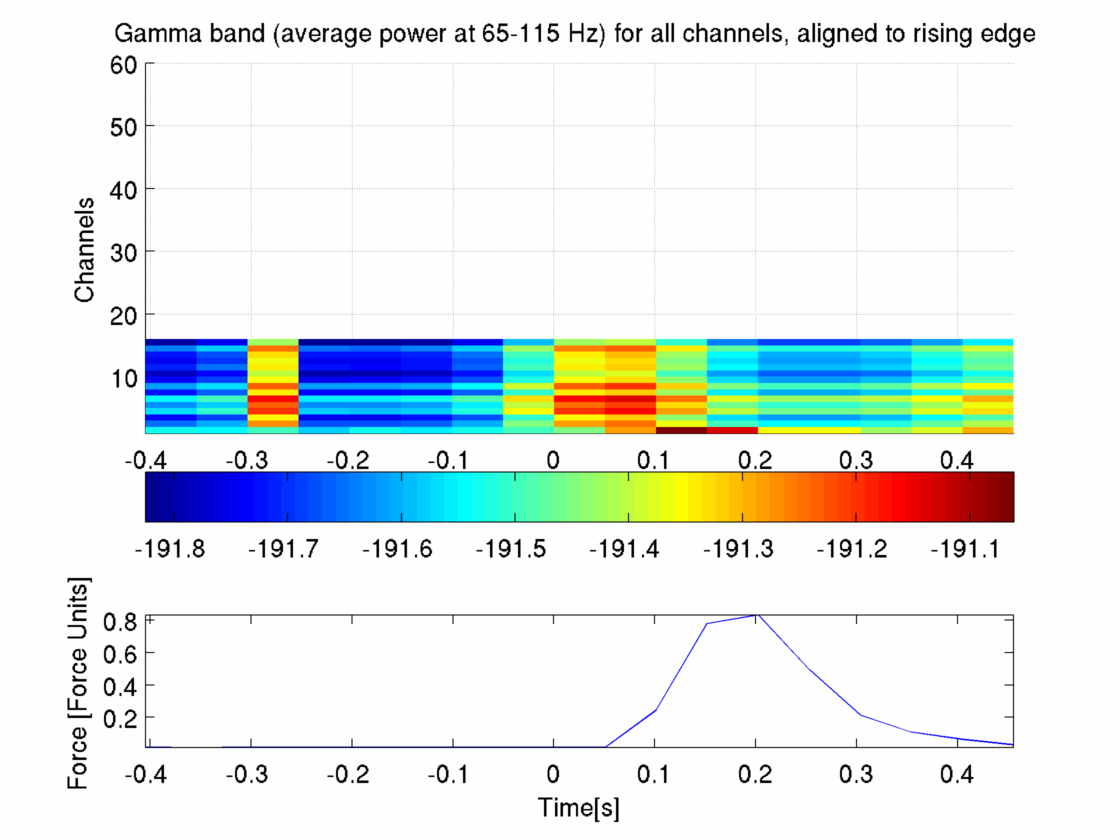 Gamma band (average power at 65-115 Hz) for all channels, aligned to rising edge
60
50
40
30
20
10
Channels
-0.4 -0.3 -0.2 -0.1 0 0.1 0.2 0.3 0.4
-191.8 -191.7 -191.6 -191.5 -191.4 -191.3 -191.2 -191.1
0.8
0.6
0.4
0.2
Force [Force Units]
-0.4 -0.3 -0.2 -0.1 0 0.1 0.2 0.3 0.4
Time[s]